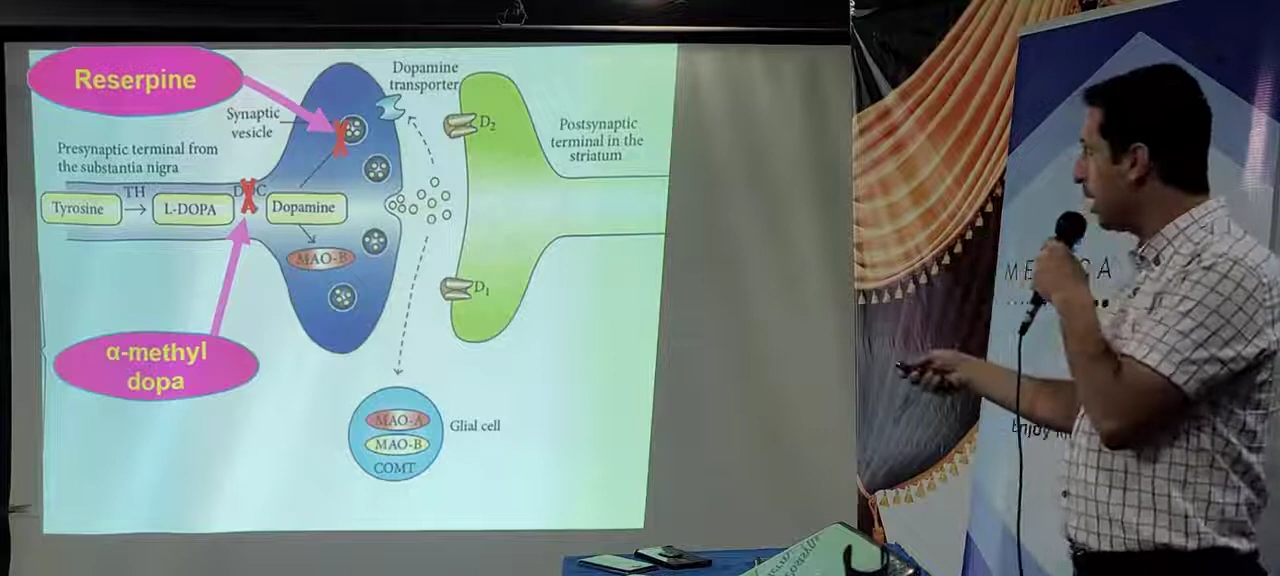 Reserpine
Dopamine
transporter
Synaptic
vesicle
D2
Postsynaptic
terminal in the
striatum
Presynaptic terminal from
the substantia nigra
TH
Tyrosine
L-DOPA
Dopamine
MAO-B
D1
α-methyl
dopa
MAO-A
MAO-B
COMT
Glial cell
Enjoy